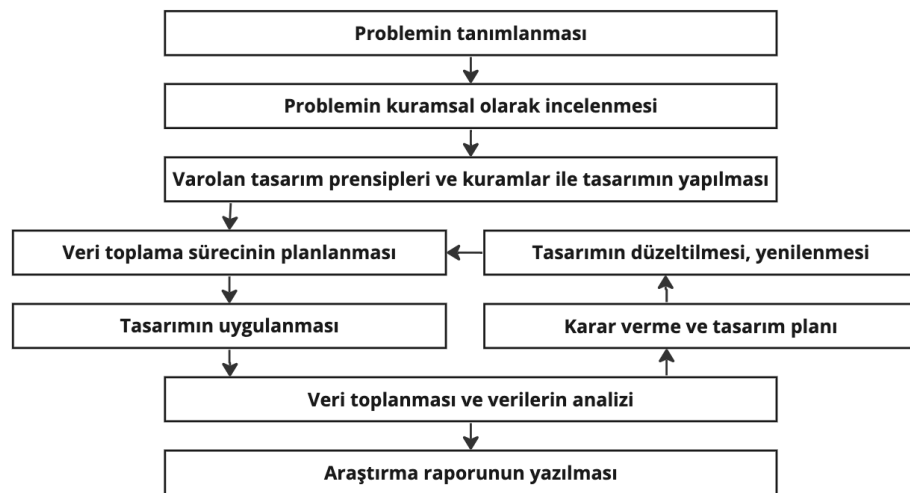 Problemin tanımlanması
Problemin kuramsal olarak incelenmesi
Varolan tasarım prensipleri ve kuramlar ile tasarımın yapılması
Veri toplama sürecinin planlanması
Tasarımın düzeltilmesi, yenilenmesi
Tasarımın uygulanması
Karar verme ve tasarım planı
Veri toplanması ve verilerin analizi
Araştırma raporunun yazılması